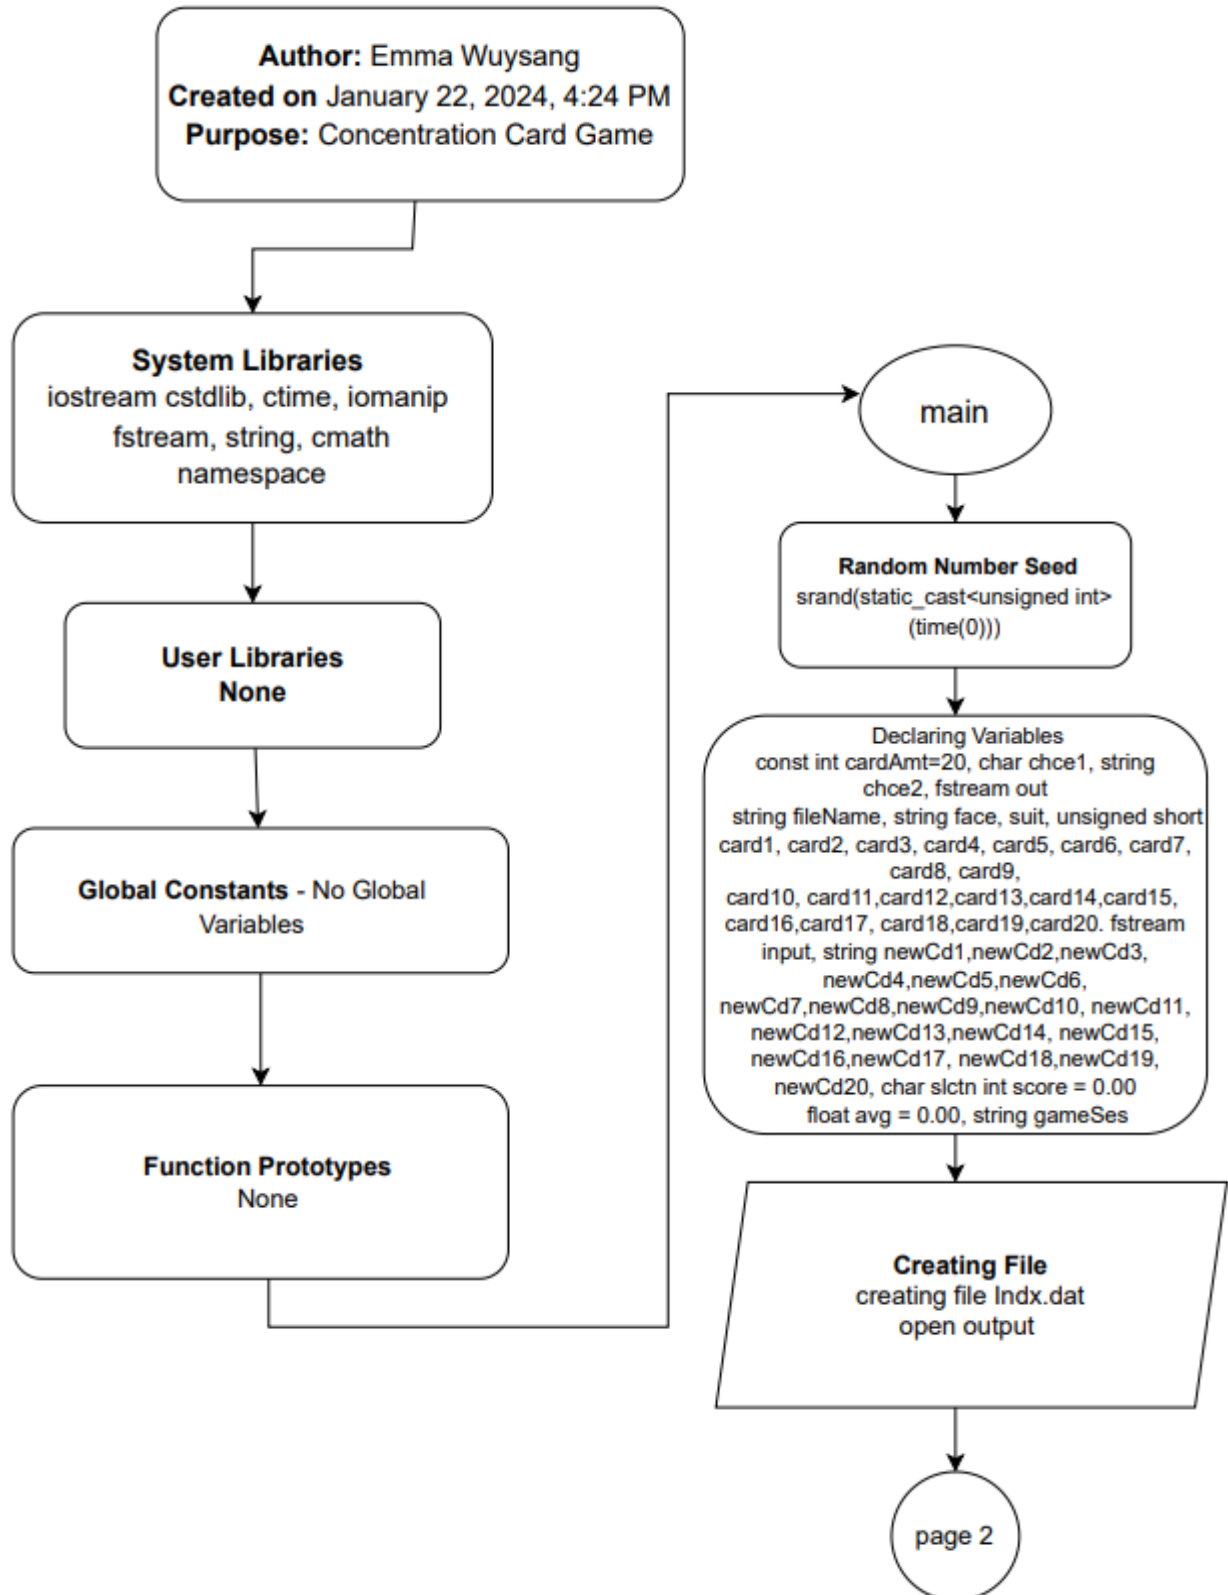 Author: Emma Wuysang
Created on January 22, 2024, 4:24 PM
Purpose: Concentration Card Game
System Libraries
iostream cstdlib, ctime, iomanip
fstream, string, cmath
namespace
User Libraries
None
Global Constants - No Global
Variables
Function Prototypes
None
main
Random Number Seed
srand(static_cast<unsigned int>
(time(0)))
Declaring Variables
const int cardAmt=20, char chce1, string
chce2, fstream out
string fileName, string face, suit, unsigned short
card1, card2, card3, card4, card5, card6, card7,
card8, card9,
card10, card11,card12,card13,card14,card15,
card16,card17, card18,card19,card20. fstream
input, string newCd1,newCd2,newCd3,
newCd4,newCd5,newCd6,
newCd7,newCd8,newCd9,newCd10, newCd11,
newCd12,newCd13,newCd14, newCd15,
newCd16,newCd17, newCd18,newCd19,
newCd20, char slctn int score = 0.00
float avg = 0.00, string gameSes
Creating File
creating file Indx.dat
open output
page 2